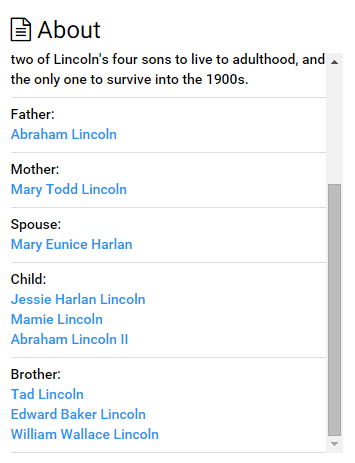 About
two of Lincoln's four sons to live to adulthood, and
the only one to survive into the 1900s.
Father:
Abraham Lincoln
Mother:
Mary Todd Lincoln
Spouse:
Mary Eunice Harlan
Child:
Jessie Harlan Lincoln
Mamie Lincoln
Abraham Lincoln II
Brother:
Tad Lincoln
Edward Baker Lincoln
William Wallace Lincoln